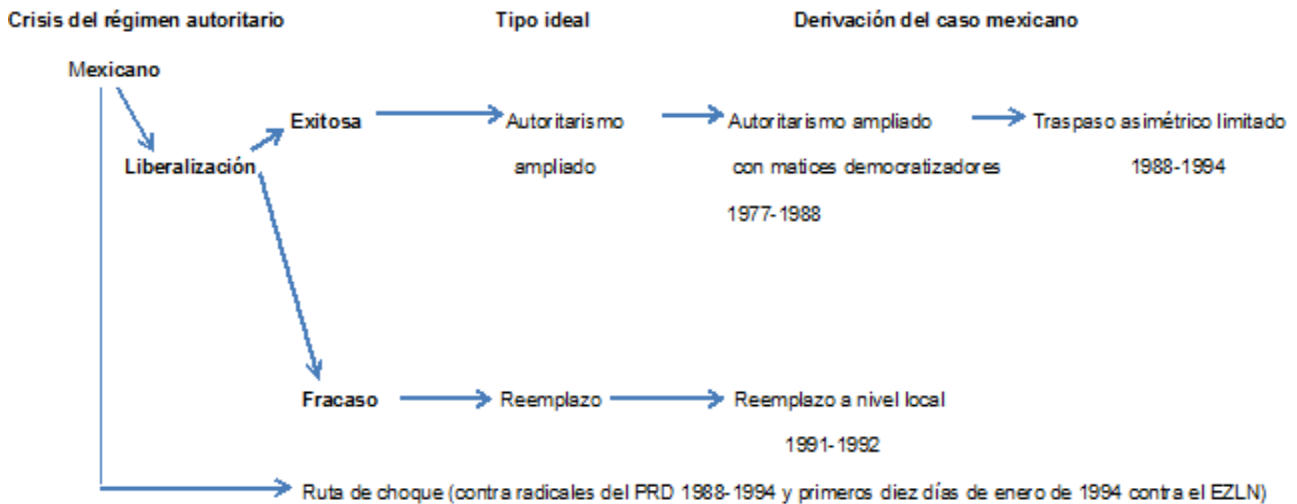 Crisis del régimen autoritario Tipo ideal Derivación del caso mexicano
Mexicano
Exitosa Autoritarismo Autoritarismo ampliado Traspaso asimétrico limitado
Liberalización ampliado con matices democratizadores 1988-1994
1977-1988
Fracaso Reemplazo Reemplazo a nivel local
1991-1992
Ruta de choque (contra radicales del PRD 1988-1994 y primeros diez días de enero de 1994 contra el EZLN)